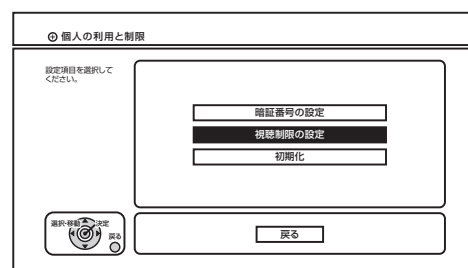 個人の利用と制限
設定項目を選択して
ください。
暗証番号の設定
視聴制限の設定
初期化
選択・移動
決定
戻る
戻る